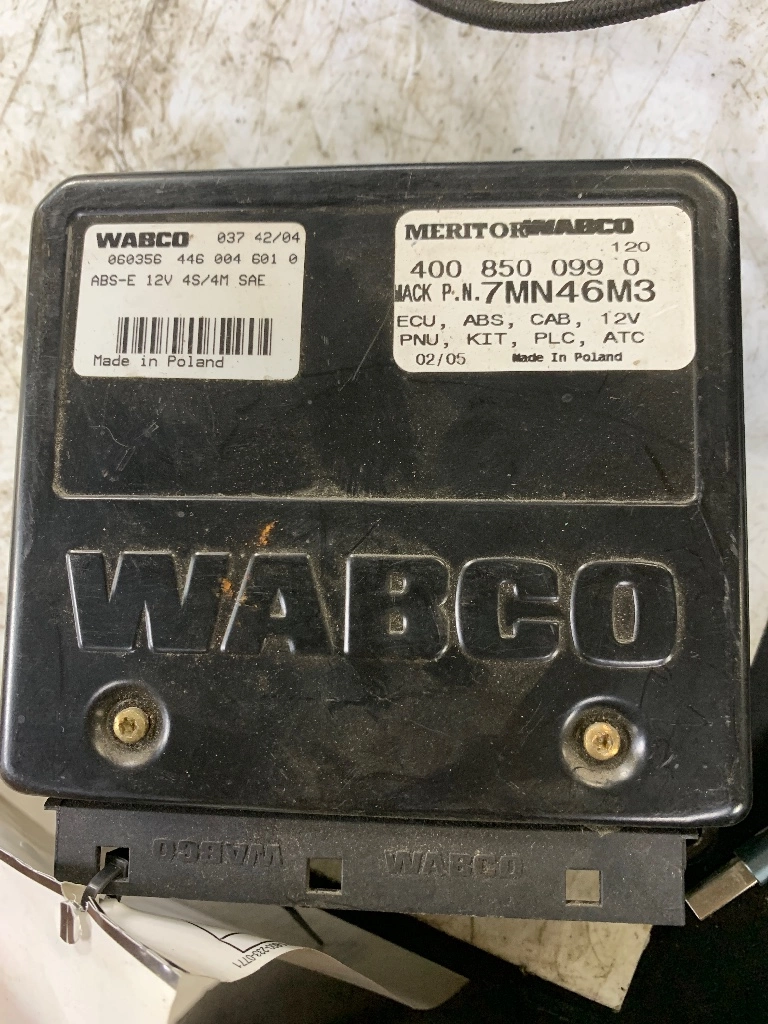 WABCO 037 42/04
060356 446 004 601 0
ABS-E 12V 4S/4M SAE
Made in Poland
MERITOR WABCO
120
400 850 099 0
MACK P.N. 7MN46M3
ECU, ABS, CAB, 12V
PNU, KIT, PLC, ATC
02/05 Made In Poland
WABCO
WABCO WABCO